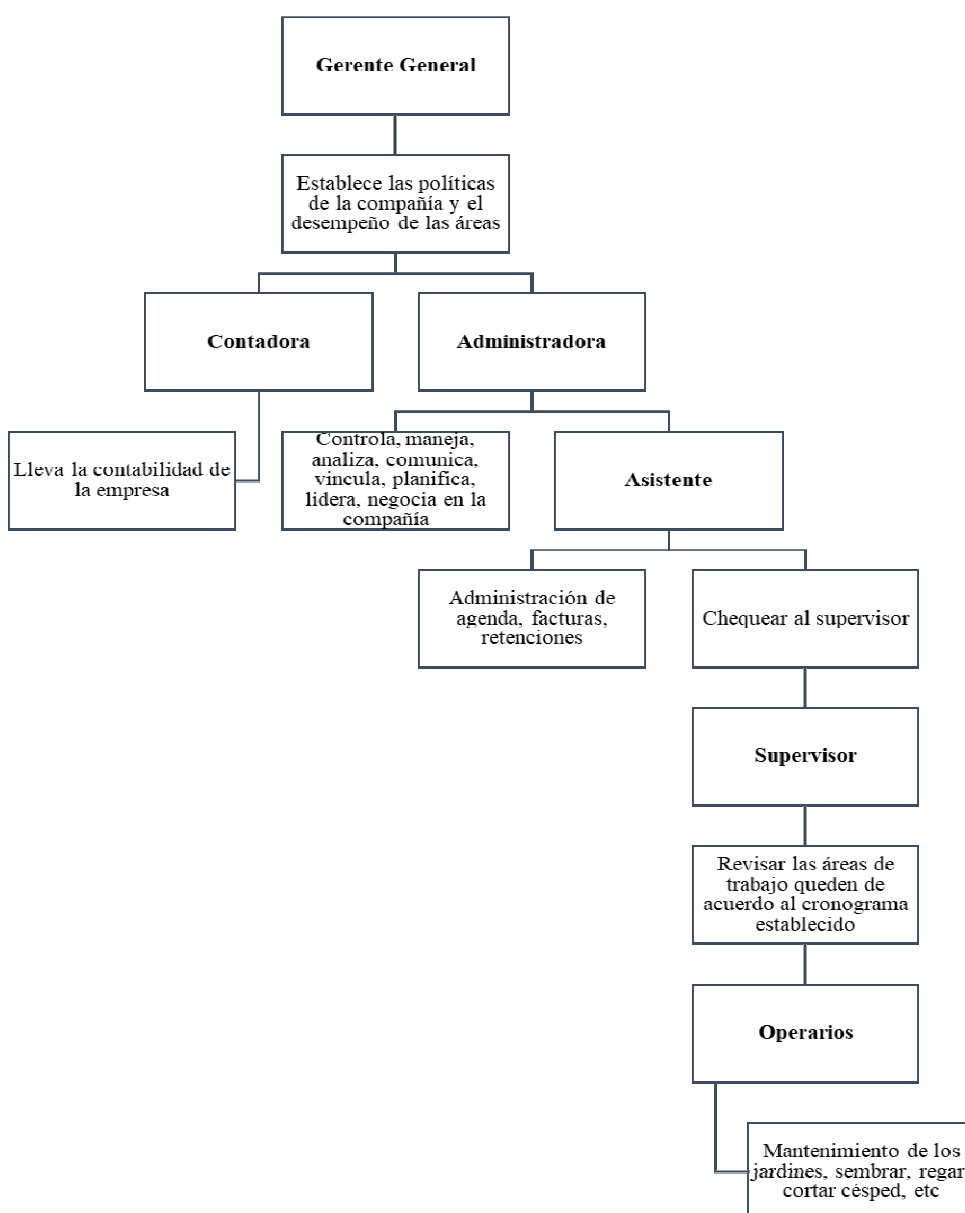 Gerente General
Establece las políticas
de la compañía y el
desempeño de las áreas
Contadora
Administradora
Lleva la contabilidad de
la empresa
Controla, maneja,
analiza, comunica,
vincula, planifica,
lidera, negocia en la
compañía
Asistente
Administración de
agenda, facturas,
retenciones
Chequear al supervisor
Supervisor
Revisar las áreas de
trabajo queden de
acuerdo al cronograma
establecido
Operarios
Mantenimiento de los
jardines, sembrar, regar
cortar césped, etc